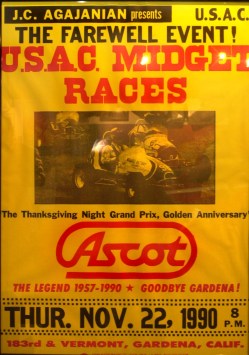 J.C. AGAJANIAN presents U.S.A.C.
THE FAREWELL EVENT!
U.S.A.C. MIDGET
RACES
'The Thanksgiving Night Grand Prix, Golden Anniversary'
Ascot
THE LEGEND 1957-1990 ★ GOODBYE GARDENA!
THUR. NOV. 22, 1990 8 P.M.
183rd & VERMONT, GARDENA, CALIF.